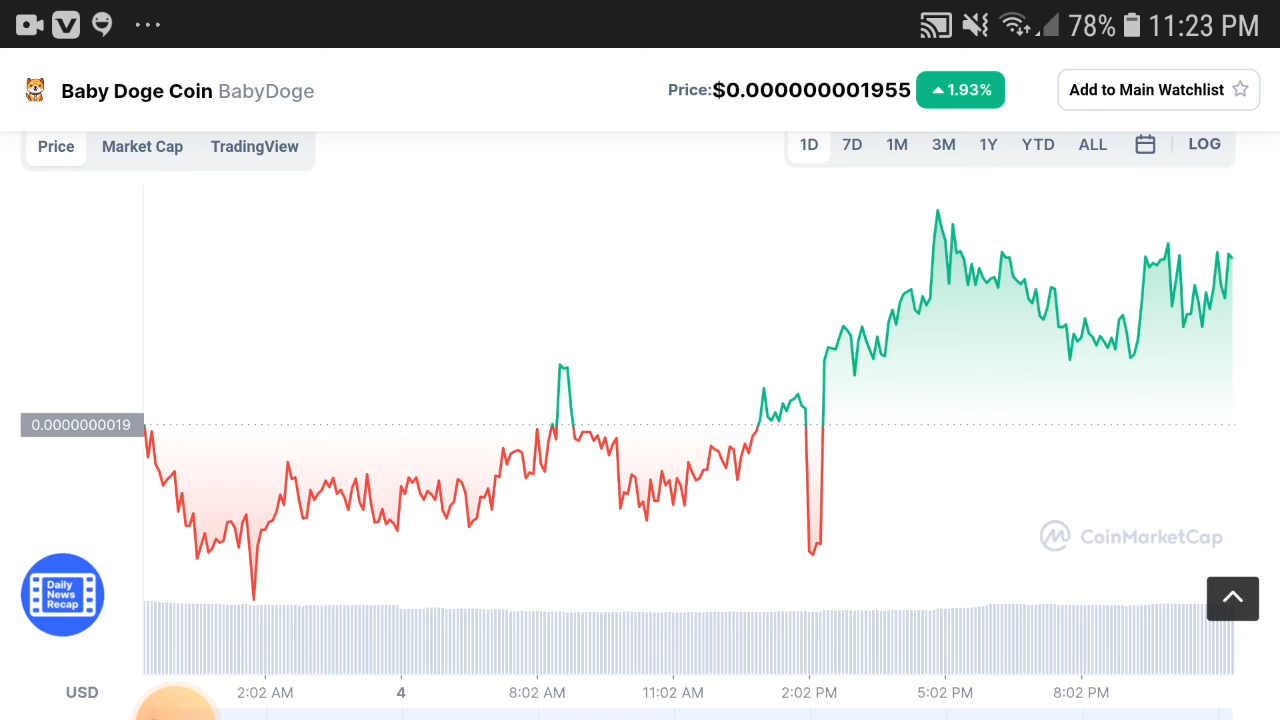 78% 11:23 PM
Baby Doge Coin BabyDoge
Price:$0.000000001955 1.93%
Add to Main Watchlist
Price Market Cap TradingView
1D 7D 1M 3M 1Y YTD ALL LOG
0.0000000019
CoinMarketCap
Daily
News
Recap
USD 2:02 AM 4 8:02 AM 11:02 AM 2:02 PM 5:02 PM 8:02 PM